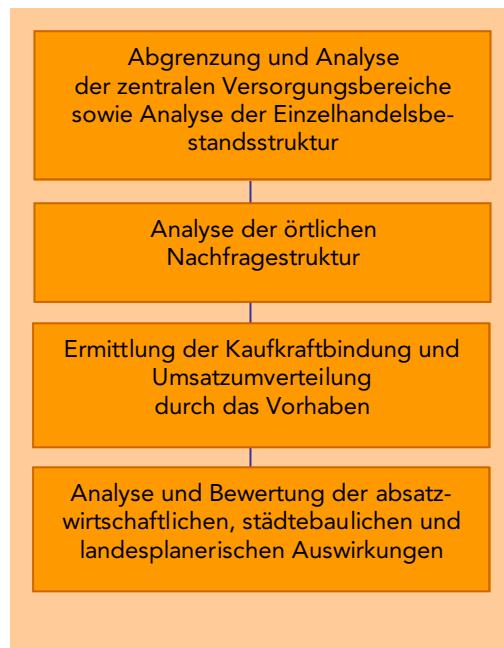 Abgrenzung und Analyse
der zentralen Versorgungsbereiche
sowie Analyse der Einzelhandelsbe-
standsstruktur
Analyse der örtlichen
Nachfragestruktur
Ermittlung der Kaufkraftbindung und
Umsatzumverteilung
durch das Vorhaben
Analyse und Bewertung der absatz-
wirtschaftlichen, städtebaulichen und
landesplanerischen Auswirkungen